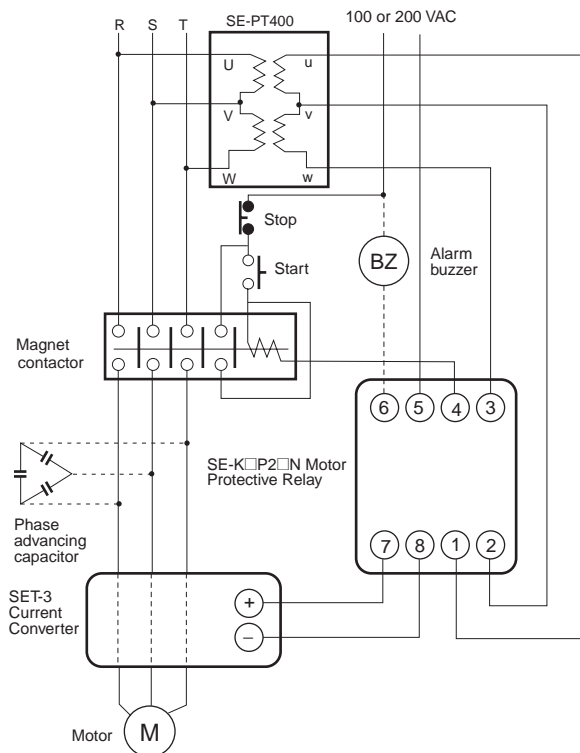 SE-PT400
100 or 200 VAC
R S T
U u
V v
W w
Stop
Start
BZ
Alarm
buzzer
Magnet
contactor
6 5 4 3
SE-K□P2□N Motor
Protective Relay
Phase
advancing
capacitor
7 8 1 2
SET-3
Current
Converter
+
−
Motor
M